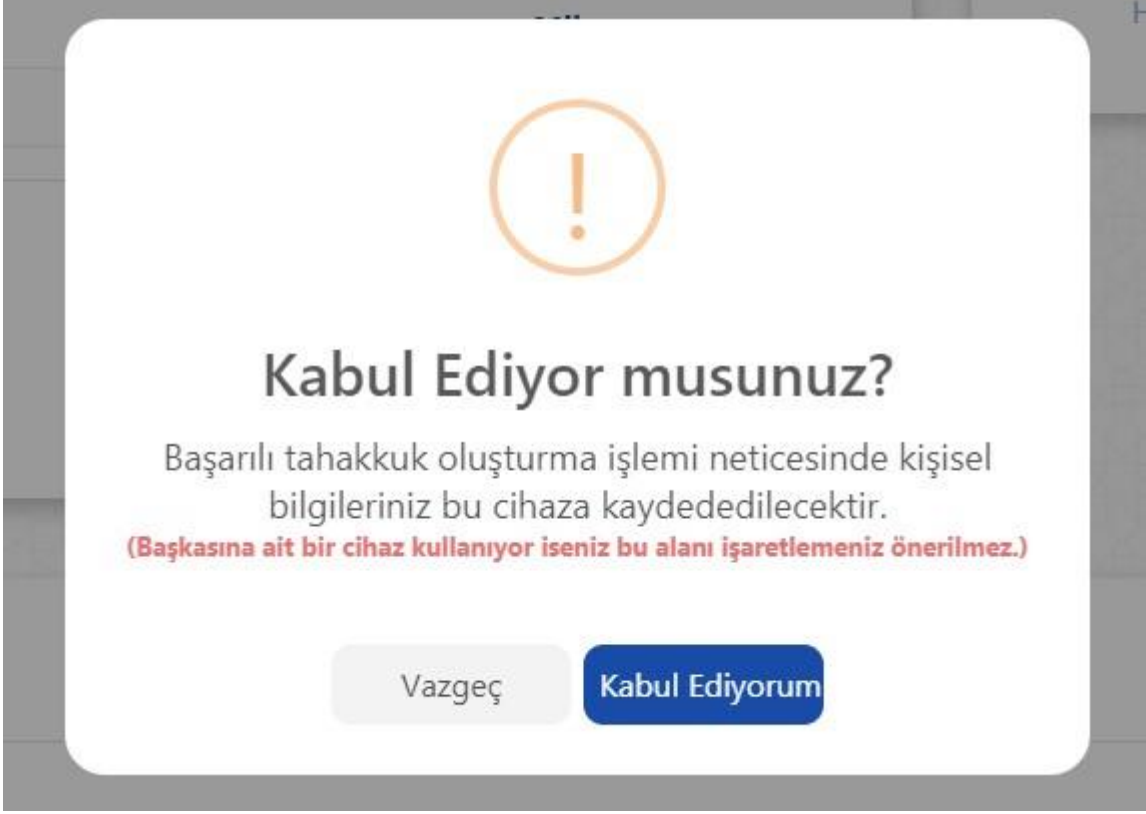 Kabul Ediyor musunuz?
Başarılı tahakkuk oluşturma işlemi neticesinde kişisel
bilgileriniz bu cihaza kaydededilecektir.
(Başkasına ait bir cihaz kullanıyor iseniz bu alanı işaretlemeniz önerilmez.)
Vazgeç
Kabul Ediyorum